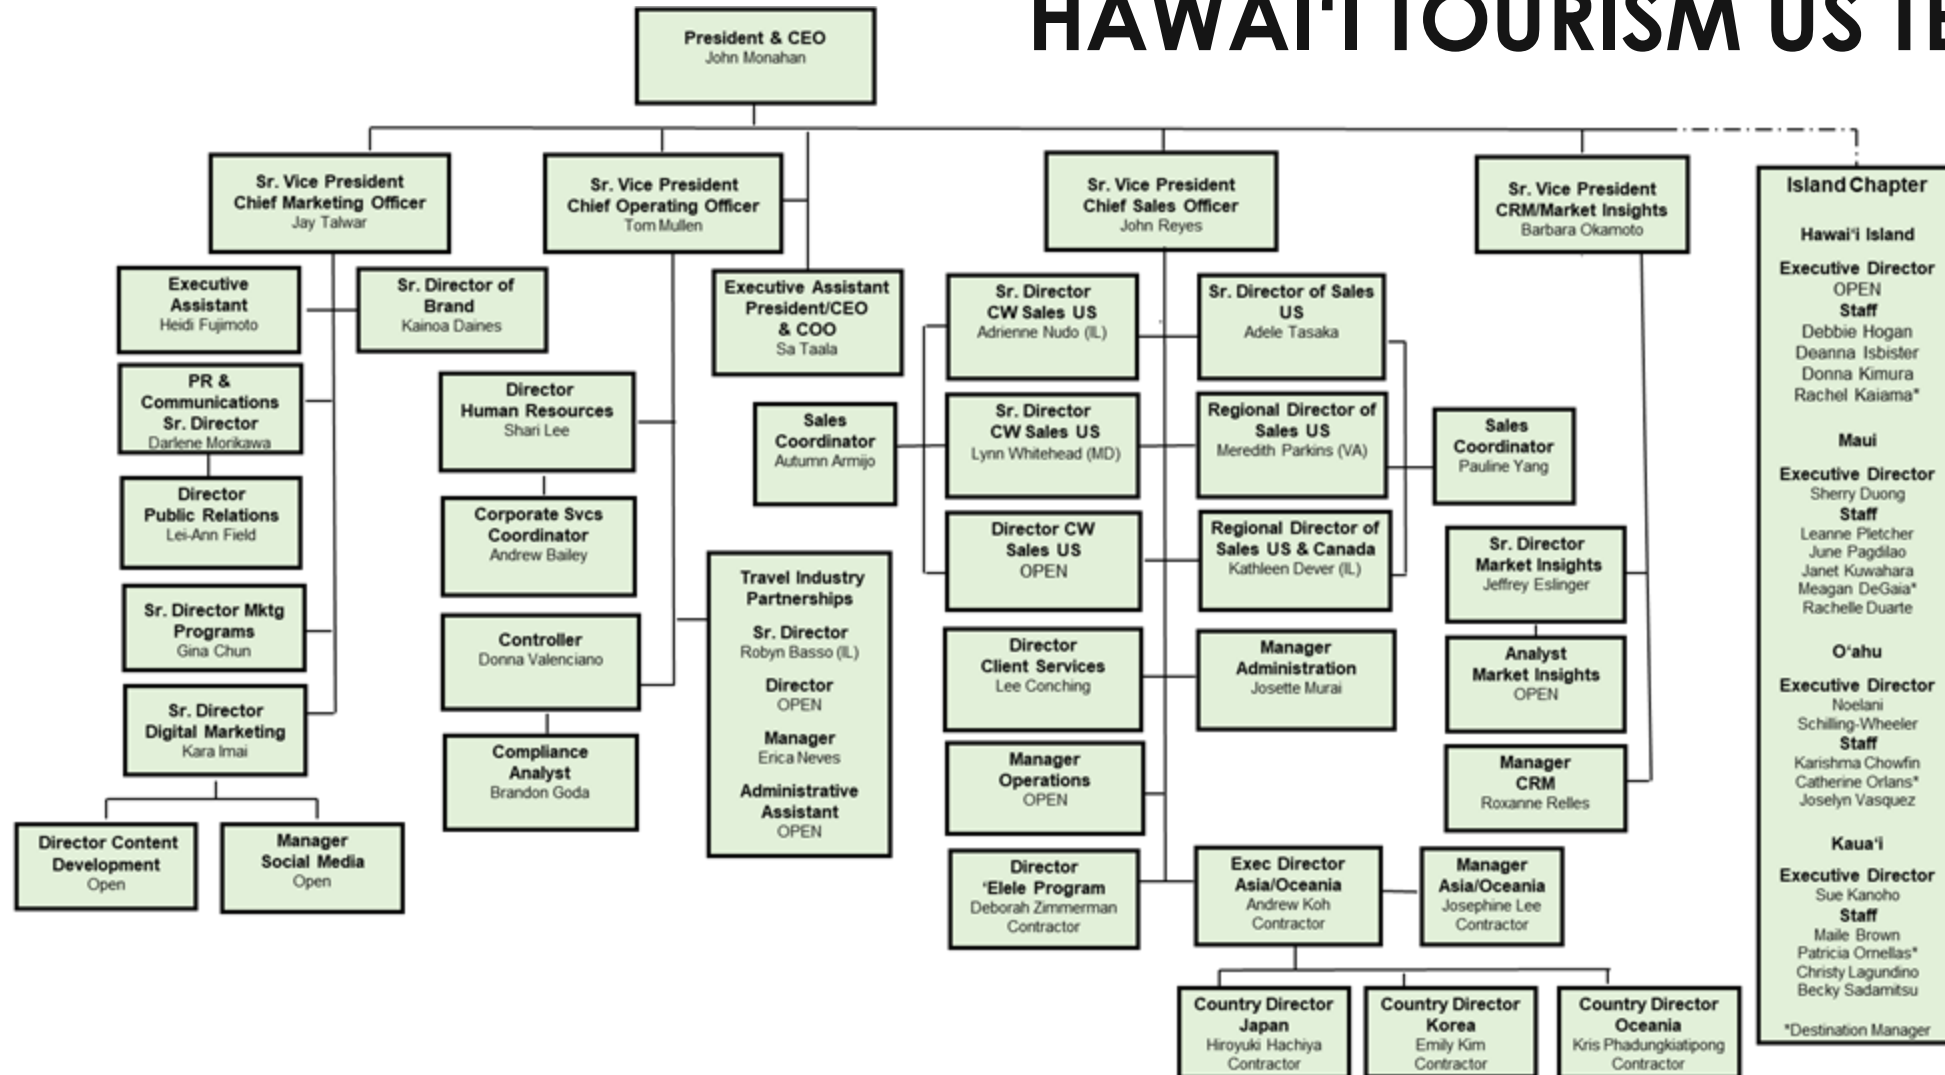 HAWAI‘I TOURISM US TE
President & CEO
John Monahan
Sr. Vice President
Chief Marketing Officer
Jay Talwar
Sr. Vice President
Chief Operating Officer
Tom Mullen
Sr. Vice President
Chief Sales Officer
John Reyes
Sr. Vice President
CRM/Market Insights
Barbara Okamoto
Executive
Assistant
Heidi Fujimoto
Sr. Director of
Brand
Kainoa Daines
PR &
Communications
Sr. Director
Darlene Morikawa
Director
Public Relations
Lei-Ann Field
Sr. Director Mktg
Programs
Gina Chun
Sr. Director
Digital Marketing
Kara Imai
Director Content
Development
Open
Manager
Social Media
Open
Executive Assistant
President/CEO
& COO
Sa Taala
Director
Human Resources
Shari Lee
Corporate Svcs
Coordinator
Andrew Bailey
Controller
Donna Valenciano
Compliance
Analyst
Brandon Goda
Travel Industry
Partnerships
Sr. Director
Robyn Basso (IL)
Director
OPEN
Manager
Erica Neves
Administrative
Assistant
OPEN
Sales
Coordinator
Autumn Armijo
Sr. Director
CW Sales US
Adrienne Nudo (IL)
Sr. Director of Sales
US
Adele Tasaka
Sr. Director
CW Sales US
Lynn Whitehead (MD)
Regional Director of
Sales US
Meredith Parkins (VA)
Sales
Coordinator
Pauline Yang
Director CW
Sales US
OPEN
Regional Director of
Sales US & Canada
Kathleen Dever (IL)
Director
Client Services
Lee Conching
Manager
Administration
Josette Murai
Manager
Operations
OPEN
Director
‘Elele Program
Deborah Zimmerman
Contractor
Exec Director
Asia/Oceania
Andrew Koh
Contractor
Manager
Asia/Oceania
Josephine Lee
Contractor
Country Director
Japan
Hiroyuki Hachiya
Contractor
Country Director
Korea
Emily Kim
Contractor
Country Director
Oceania
Kris Phadungkiatipong
Contractor
Sr. Director
Market Insights
Jeffrey Eslinger
Analyst
Market Insights
OPEN
Manager
CRM
Roxanne Relles
Island Chapter
Hawai‘i Island
Executive Director
OPEN
Staff
Debbie Hogan
Deanna Isbister
Donna Kimura
Rachel Kaiama*
Maui
Executive Director
Sherry Duong
Staff
Leanne Pletcher
June Pagdilao
Janet Kuwahara
Meagan DeGaia*
Rachelle Duarte
O‘ahu
Executive Director
Noelani
Schilling-Wheeler
Staff
Karishma Chowfin
Catherine Orlans*
Joselyn Vasquez
Kaua‘i
Executive Director
Sue Kanoho
Staff
Maile Brown
Patricia Ornellas*
Christy Lagundino
Becky Sadamitsu
*Destination Manager